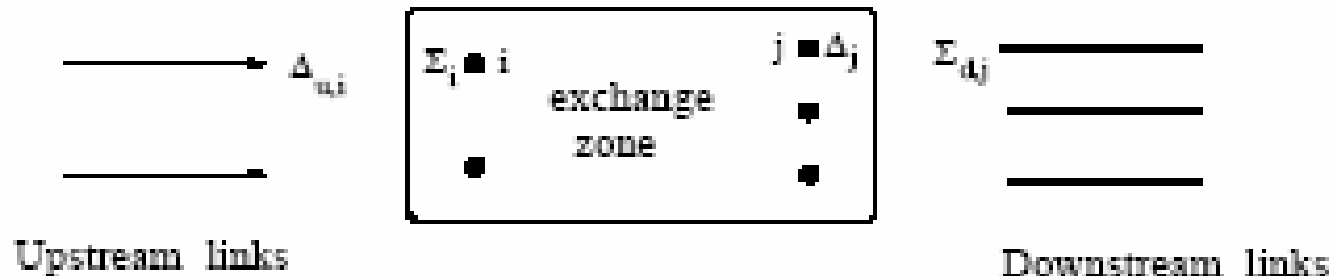 Δu,i
Σi i
j Δj
Σd,j
exchange
zone
Upstream links
Downstream links